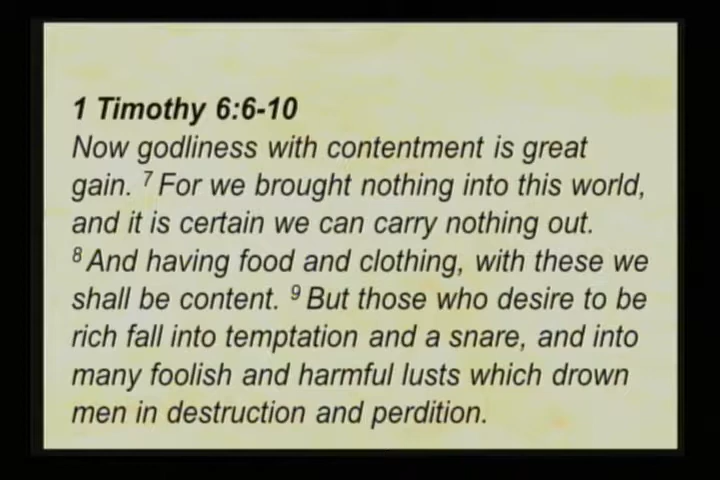 1 Timothy 6:6-10
Now godliness with contentment is great
gain. 7 For we brought nothing into this world,
and it is certain we can carry nothing out.
8 And having food and clothing, with these we
shall be content. 9 But those who desire to be
rich fall into temptation and a snare, and into
many foolish and harmful lusts which drown
men in destruction and perdition.